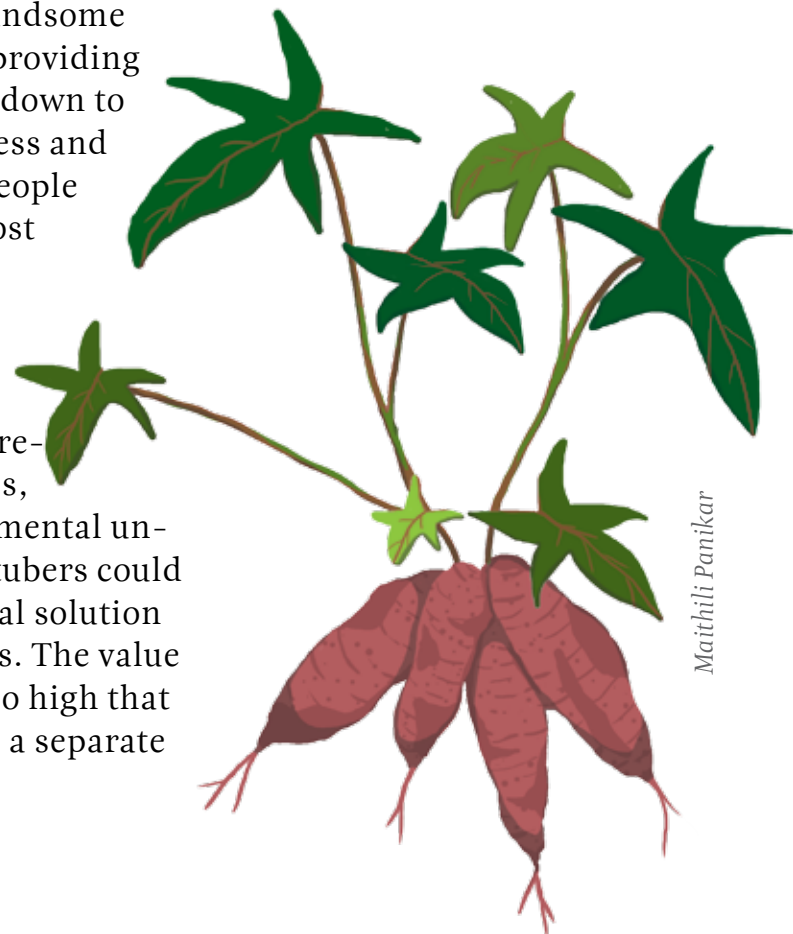 ndsome
providing
down to
ess and
eople
ost
re-
s,
mental un-
tubers could
al solution
s. The value
o high that
a separate
Maithili Panikar